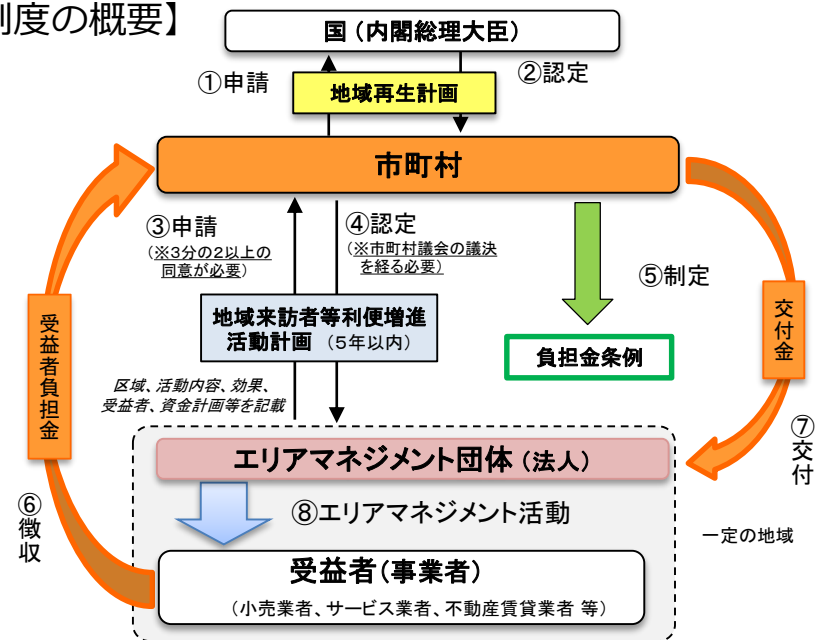 制度の概要】
国（内閣総理大臣）
①申請
②認定
地域再生計画
市町村
③申請
（※3分の2以上の
同意が必要）
④認定
（※市町村議会の議決
を経る必要）
⑤制定
地域来訪者等利便増進
活動計画（5年以内）
負担金条例
受益者負担金
交付金
区域、活動内容、効果、
受益者、資金計画等を記載
⑦交付
エリアマネジメント団体（法人）
⑥徴収
⑧エリアマネジメント活動
一定の地域
受益者（事業者）
（小売業者、サービス業者、不動産賃貸業者 等）